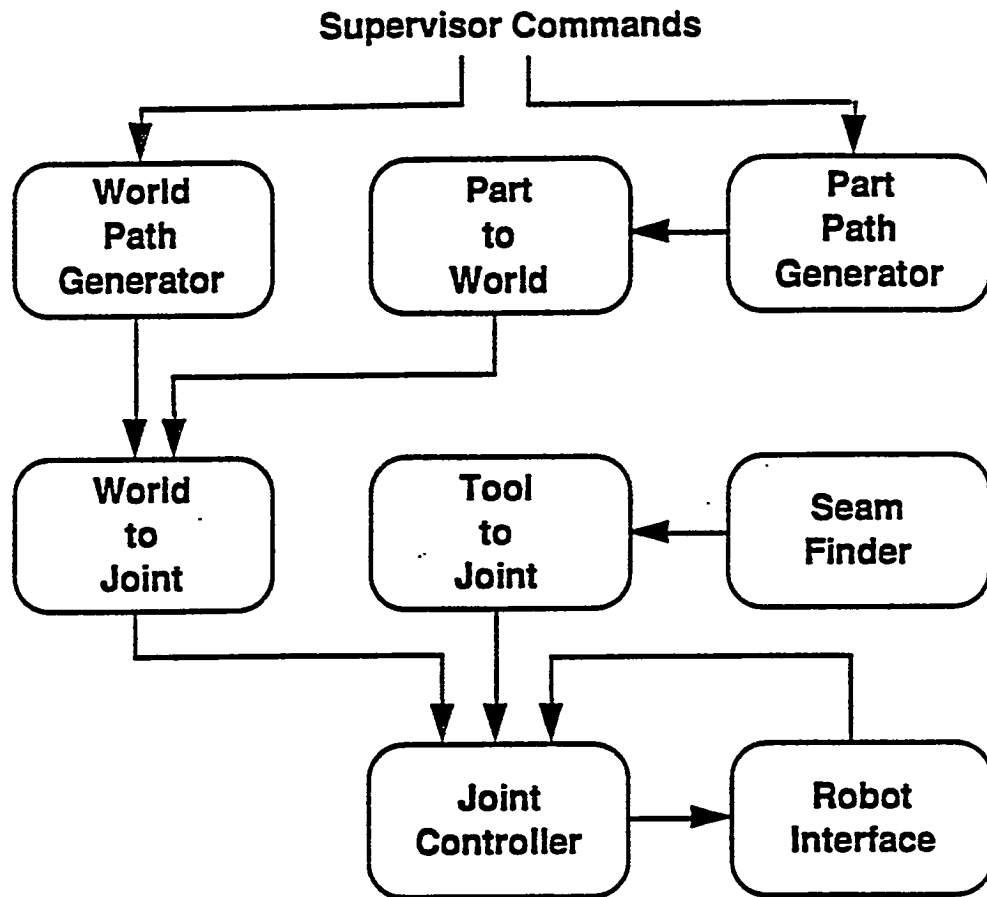 Supervisor Commands
World
Path
Generator
Part
to
World
Part
Path
Generator
World
to
Joint
Tool
to
Joint
Seam
Finder
Joint
Controller
Robot
Interface